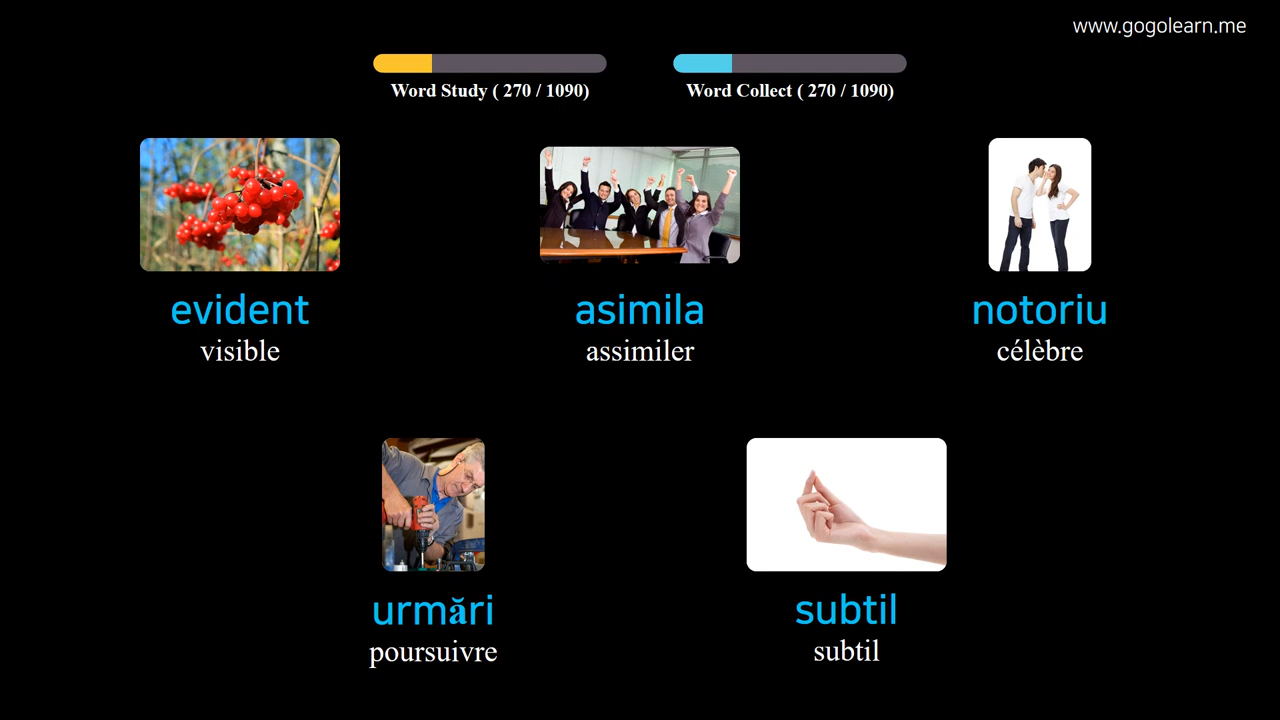 www.gogolearn.me
Word Study ( 270 / 1090)
Word Collect ( 270 / 1090)
evident
visible
asimila
assimiler
notoriu
célèbre
urmări
poursuivre
subtil
subtil